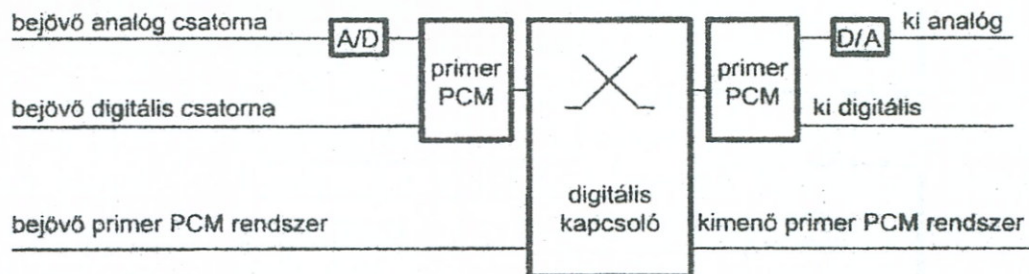 bejövő analóg csatorna
A/D
primer
PCM
D/A
ki analóg
primer
PCM
bejövő digitális csatorna
ki digitális
digitális
kapcsoló
bejövő primer PCM rendszer
kimenő primer PCM rendszer